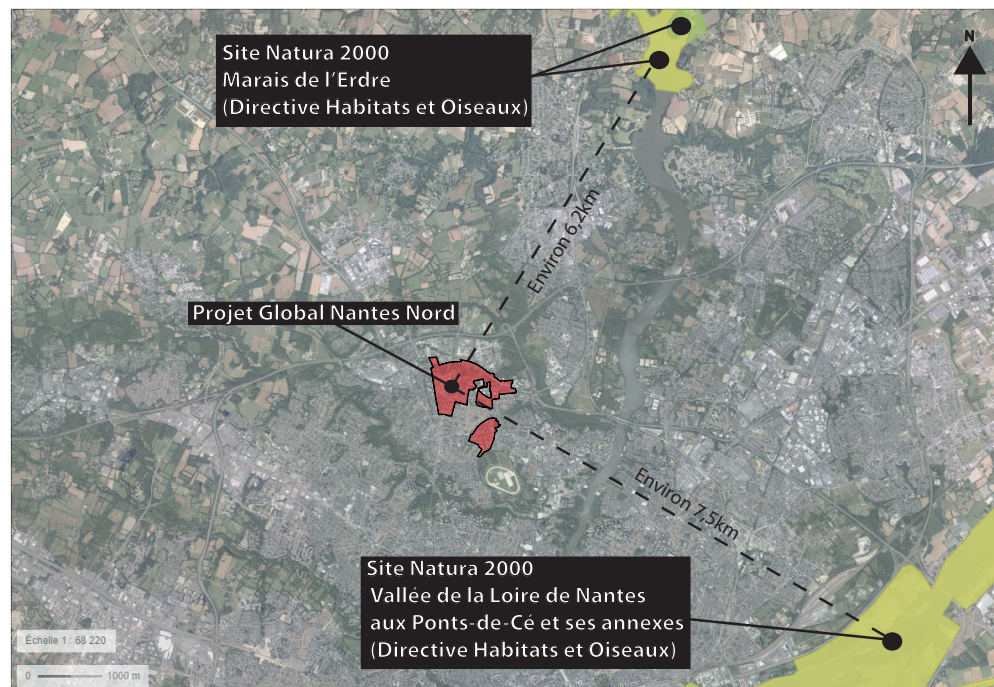 Site Natura 2000
Marais de l'Erdre
(Directive Habitats et Oiseaux)
N
Environ 6,2km
Projet Global Nantes Nord
Environ 7,5km
Site Natura 2000
Vallée de la Loire de Nantes
aux Ponts-de-Cé et ses annexes
(Directive Habitats et Oiseaux)
Échelle 1 : 68 220
0 1000 m